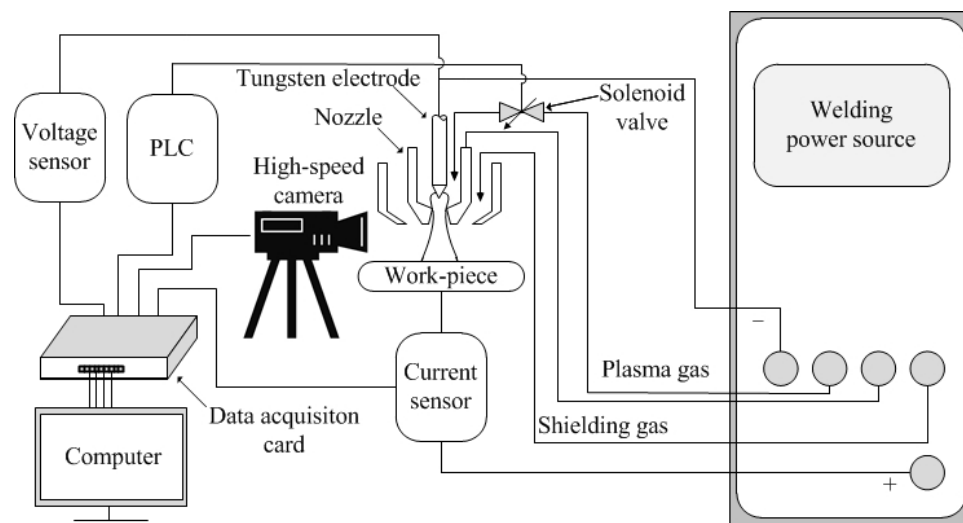 Tungsten electrode
Nozzle
Solenoid
valve
Welding
power source
Voltage
sensor
PLC
High-speed
camera
Work-piece
−
Current
sensor
Plasma gas
Shielding gas
Data acquisiton
card
Computer
+